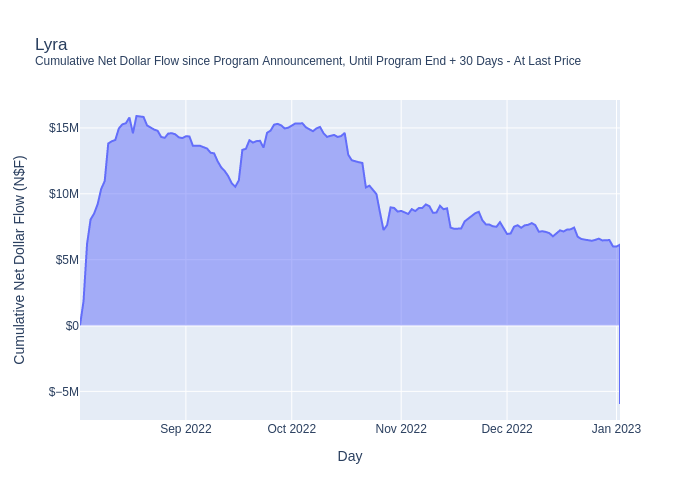 Lyra
Cumulative Net Dollar Flow since Program Announcement, Until Program End + 30 Days - At Last Price
Cumulative Net Dollar Flow (N$F)
$15M
$10M
$5M
$0
$−5M
Sep 2022
Oct 2022
Nov 2022
Dec 2022
Jan 2023
Day